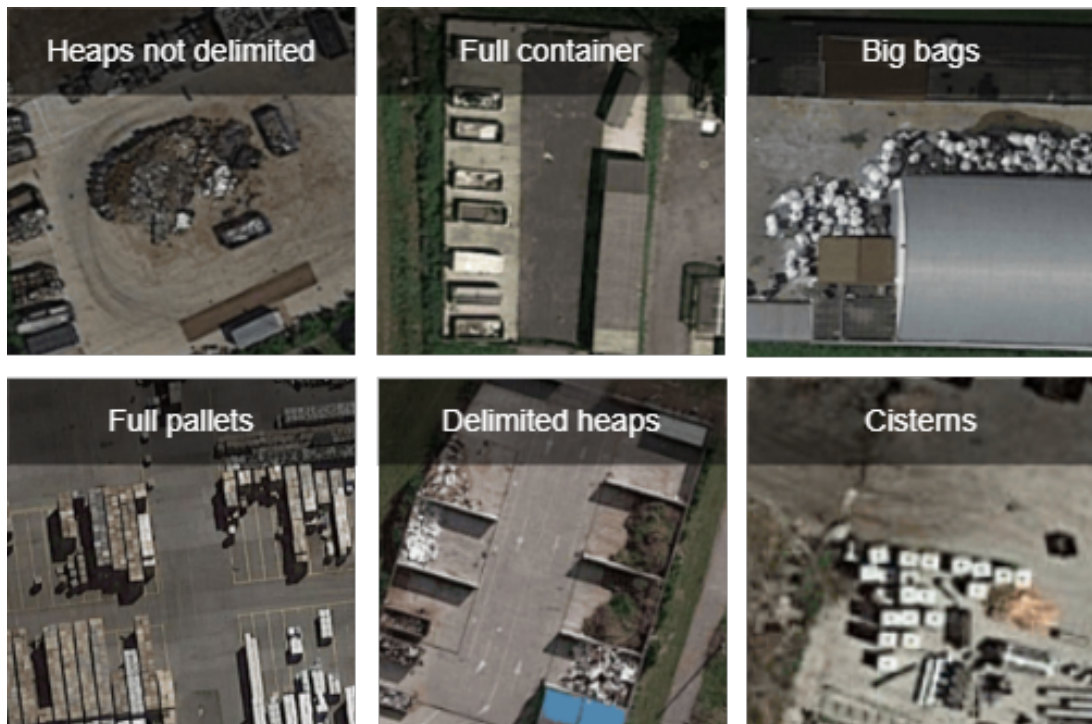 Heaps not delimited
Full container
Big bags
Full pallets
Delimited heaps
Cisterns